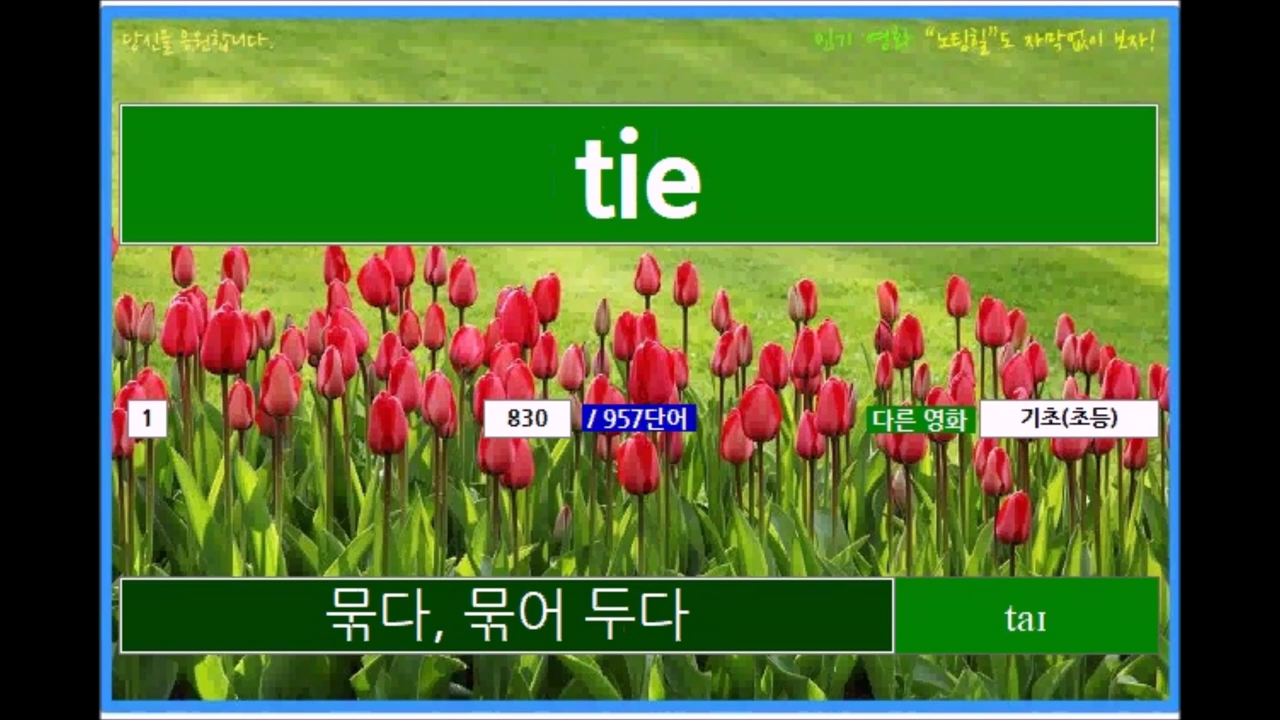 당신을 응원합니다.
인기 영화 “노팅힐”도 자막없이 보자!
tie
1
830
/ 957단어
다른 영화
기초(초등)
묶다, 묶어 두다
taɪ